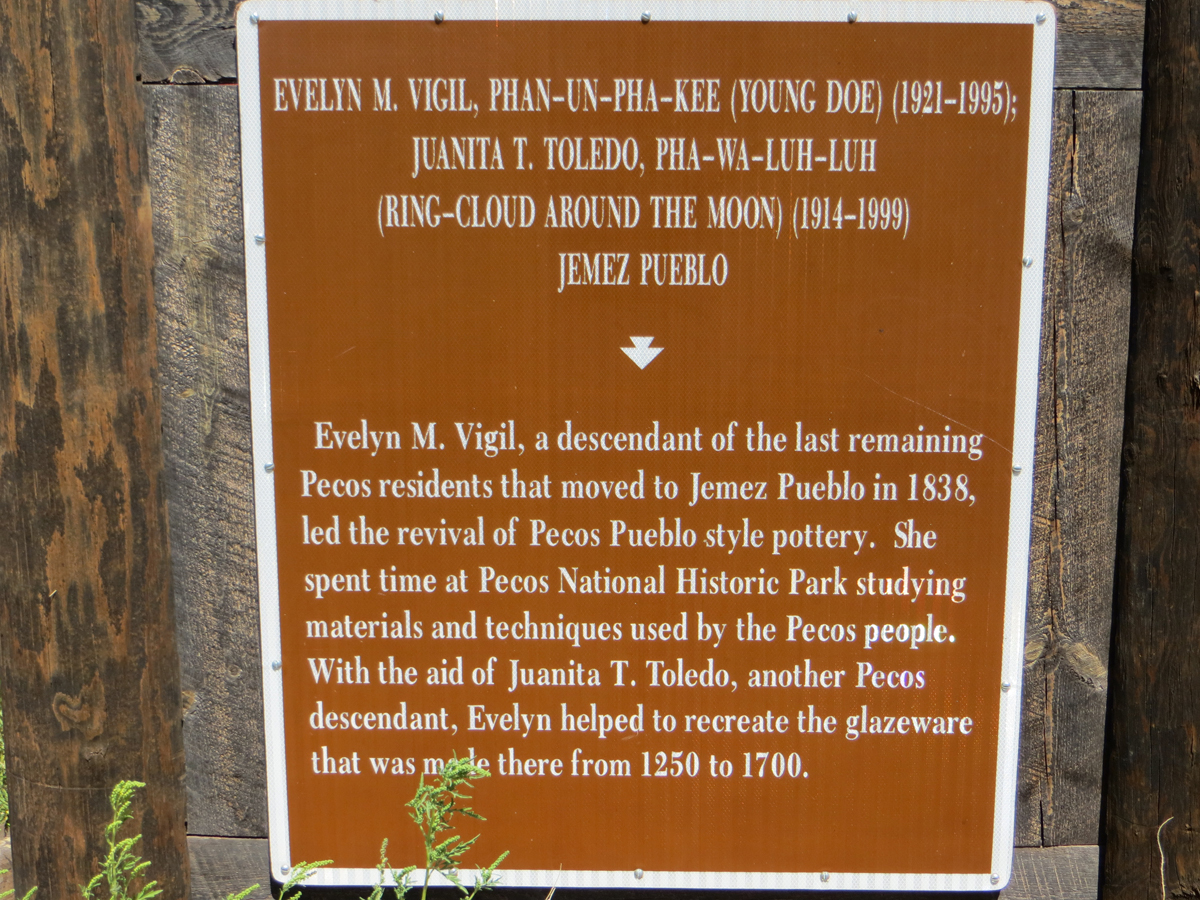 EVELYN M. VIGIL, PHAN-UN-PHA-KEE (YOUNG DOE) (1921-1995);
JUANITA T. TOLEDO, PHA-WA-LUH-LUH
(RING-CLOUD AROUND THE MOON) (1914-1999)
JEMEZ PUEBLO
Evelyn M. Vigil, a descendant of the last remaining
Pecos residents that moved to Jemez Pueblo in 1838,
led the revival of Pecos Pueblo style pottery. She
spent time at Pecos National Historic Park studying
materials and techniques used by the Pecos people.
With the aid of Juanita T. Toledo, another Pecos
descendant, Evelyn helped to recreate the glazeware
that was made there from 1250 to 1700.